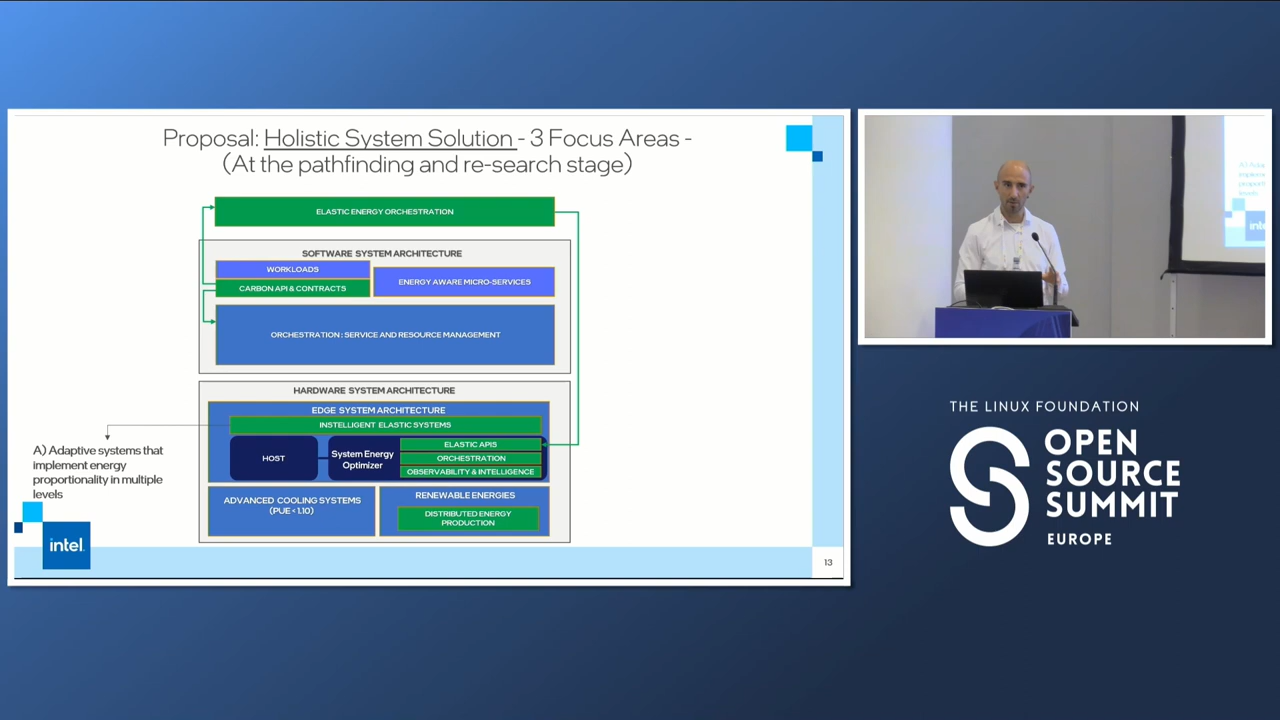 Proposal: Holistic System Solution - 3 Focus Areas -
(At the pathfinding and re-search stage)
ELASTIC ENERGY ORCHESTRATION
SOFTWARE SYSTEM ARCHITECTURE
WORKLOADS
CARBON API & CONTRACTS
ENERGY AWARE MICRO-SERVICES
ORCHESTRATION : SERVICE AND RESOURCE MANAGEMENT
HARDWARE SYSTEM ARCHITECTURE
EDGE SYSTEM ARCHITECTURE
INSTELLIGENT ELASTIC SYSTEMS
HOST
System Energy
Optimizer
ELASTIC APIS
ORCHESTRATION
OBSERVABILITY & INTELLIGENCE
ADVANCED COOLING SYSTEMS
(PUE < 1.10)
RENEWABLE ENERGIES
DISTRIBUTED ENERGY
PRODUCTION
A) Adaptive systems that
implement energy
proportionality in multiple
levels
intel.
13
THE LINUX FOUNDATION
OPEN
SOURCE
SUMMIT
EUROPE